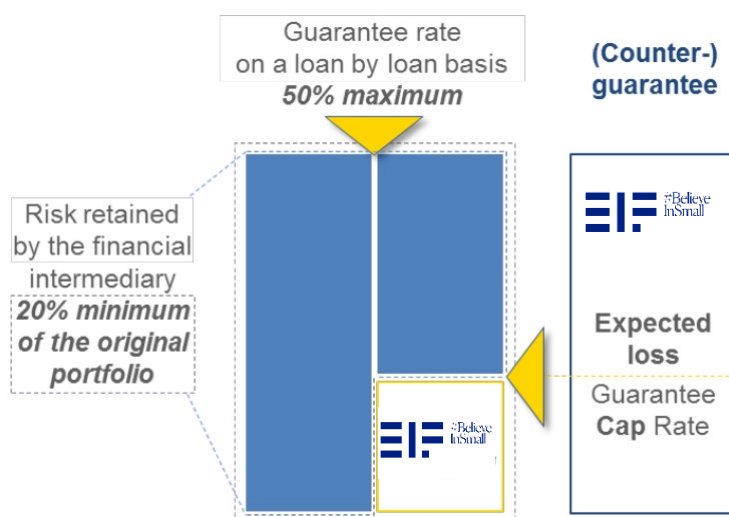 Guarantee rate
on a loan by loan basis
50% maximum
(Counter-)
guarantee
Risk retained
by the financial
intermediary
20% minimum
of the original
portfolio
EIF
#Believe
InSmall
Expected
loss
Guarantee
Cap Rate
EIF
#Believe
InSmall